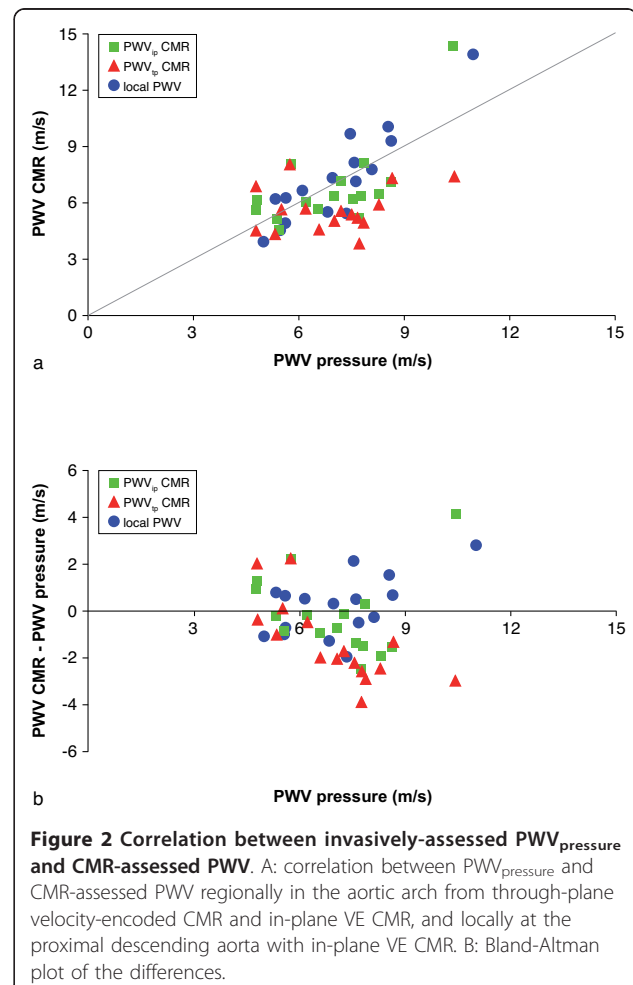 15
12
9
6
3
0
PWV CMR (m/s)
PWVip CMR
PWVtp CMR
local PWV
0 3 6 9 12 15
PWV pressure (m/s)
a
6
4
2
0
-2
-4
-6
PWV CMR - PWV pressure (m/s)
PWVip CMR
PWVtp CMR
local PWV
3 6 9 12 15
PWV pressure (m/s)
b
Figure 2 Correlation between invasively-assessed PWVpressure
and CMR-assessed PWV. A: correlation between PWVpressure and
CMR-assessed PWV regionally in the aortic arch from through-plane
velocity-encoded CMR and in-plane VE CMR, and locally at the
proximal descending aorta with in-plane VE CMR. B: Bland-Altman
plot of the differences.